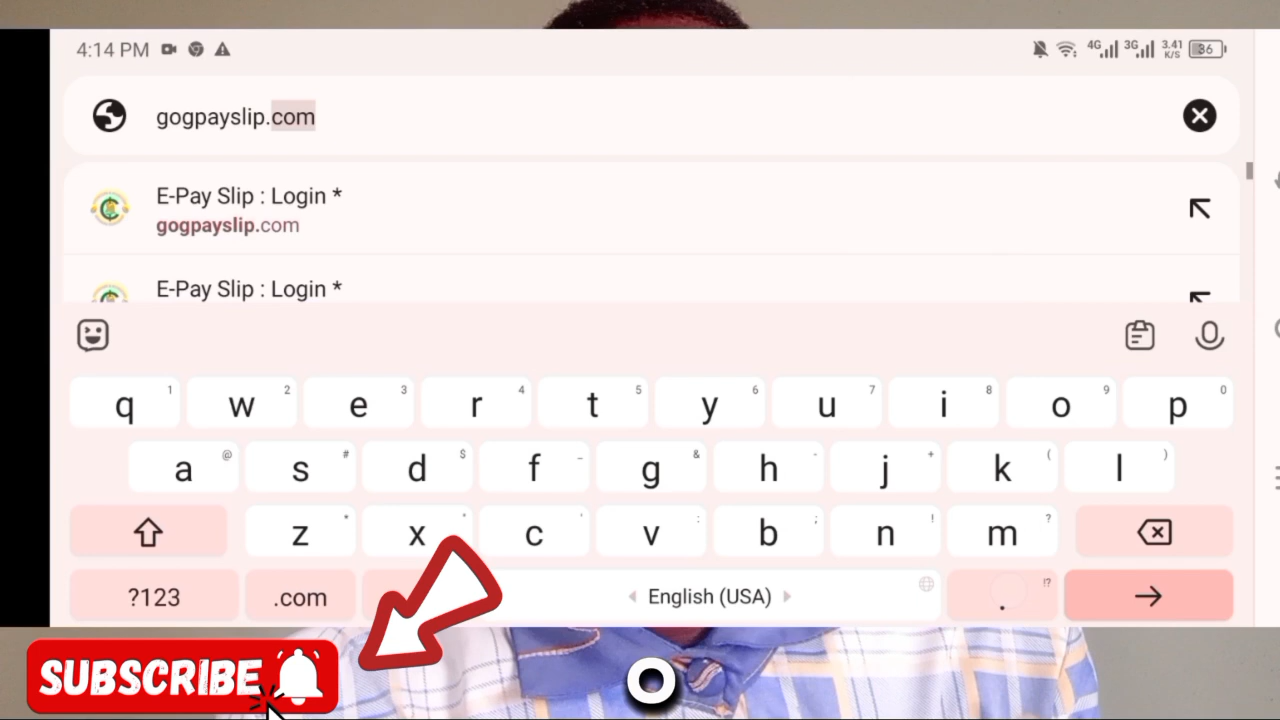 4:14 PM 4G 3G 3.41 K/S 36
gogpayslip.com
E-Pay Slip : Login *
gogpayslip.com
E-Pay Slip : Login *
q 1 w 2 e 3 r 4 t 5 y 6 u 7 i 8 o 9 p 0
a @ s # d $ f _ g & h - j + k ( l )
z * x " c ' v : b ; n ! m ?
?123 .com English (USA) . !?
SUBSCRIBE
O